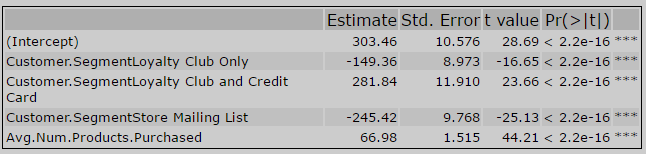 Estimate Std. Error t value Pr(>|t|)
(Intercept) 303.46 10.576 28.69 < 2.2e-16 ***
Customer.SegmentLoyalty Club Only -149.36 8.973 -16.65 < 2.2e-16 ***
Customer.SegmentLoyalty Club and Credit 281.84 11.910 23.66 < 2.2e-16 ***
Card
Customer.SegmentStore Mailing List -245.42 9.768 -25.13 < 2.2e-16 ***
Avg.Num.Products.Purchased 66.98 1.515 44.21 < 2.2e-16 ***